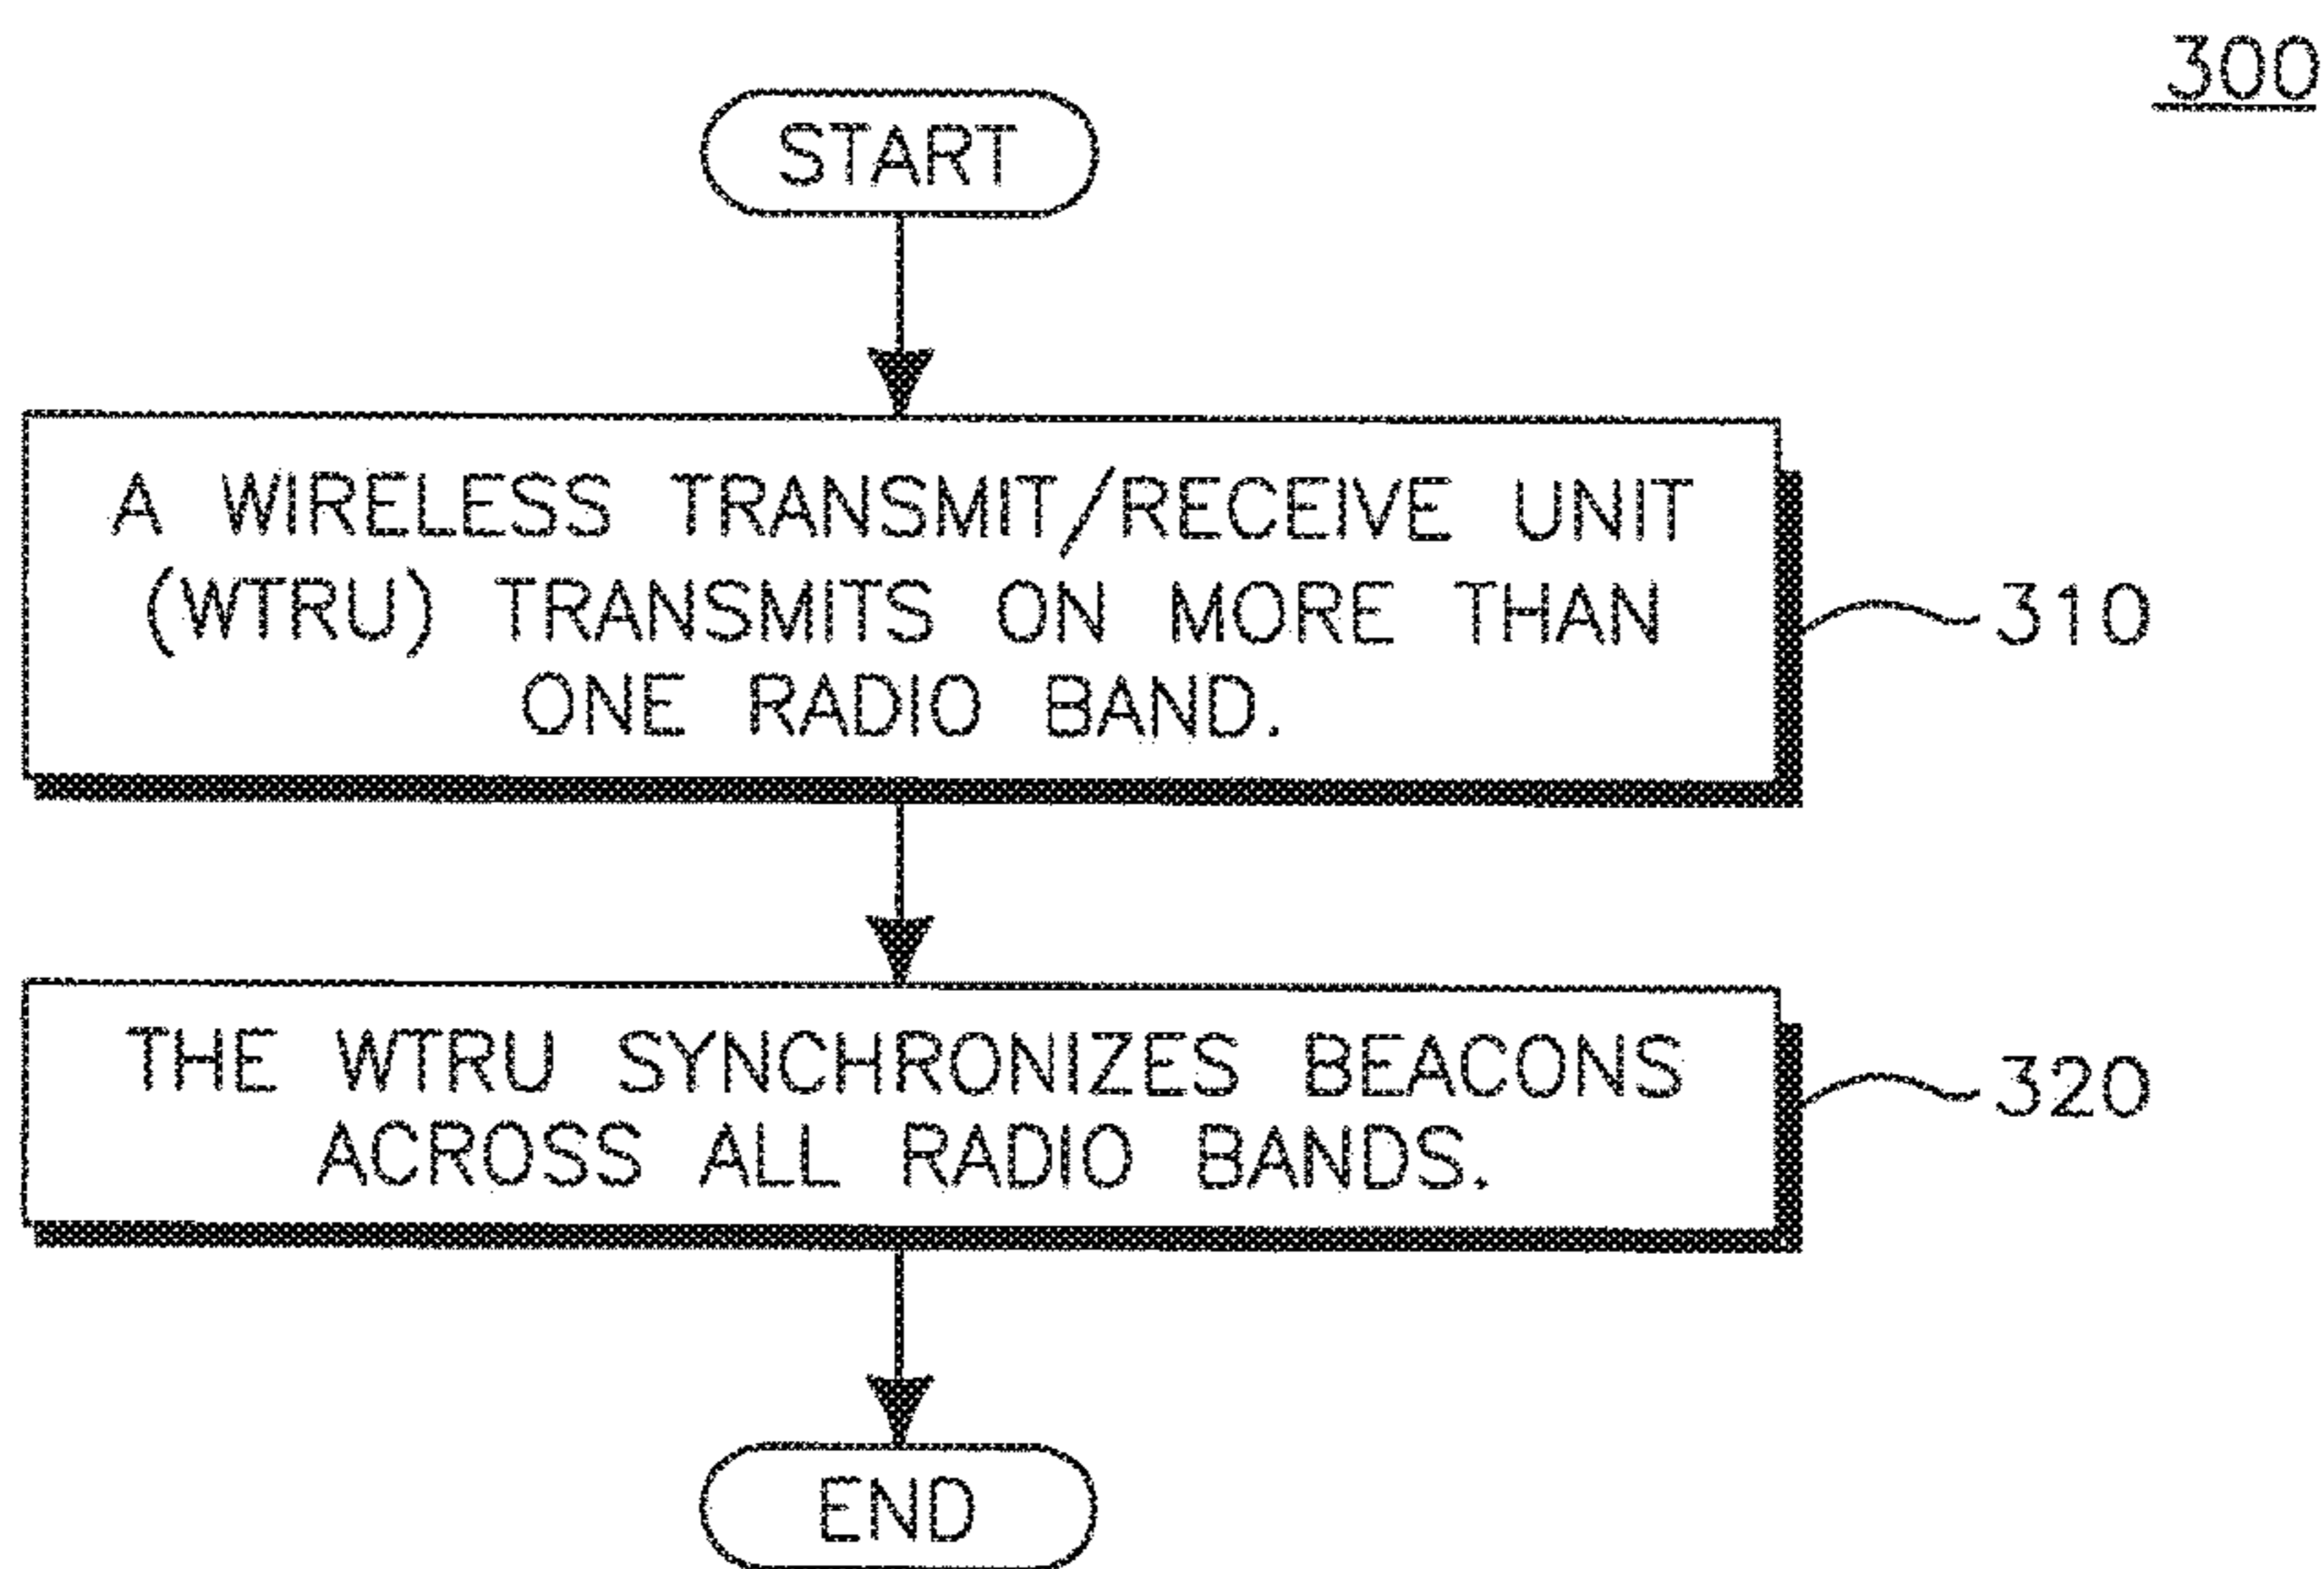 300
START
A WIRELESS TRANSMIT/RECEIVE UNIT
(WTRU) TRANSMITS ON MORE THAN
ONE RADIO BAND.
310
THE WTRU SYNCHRONIZES BEACONS
ACROSS ALL RADIO BANDS.
320
END